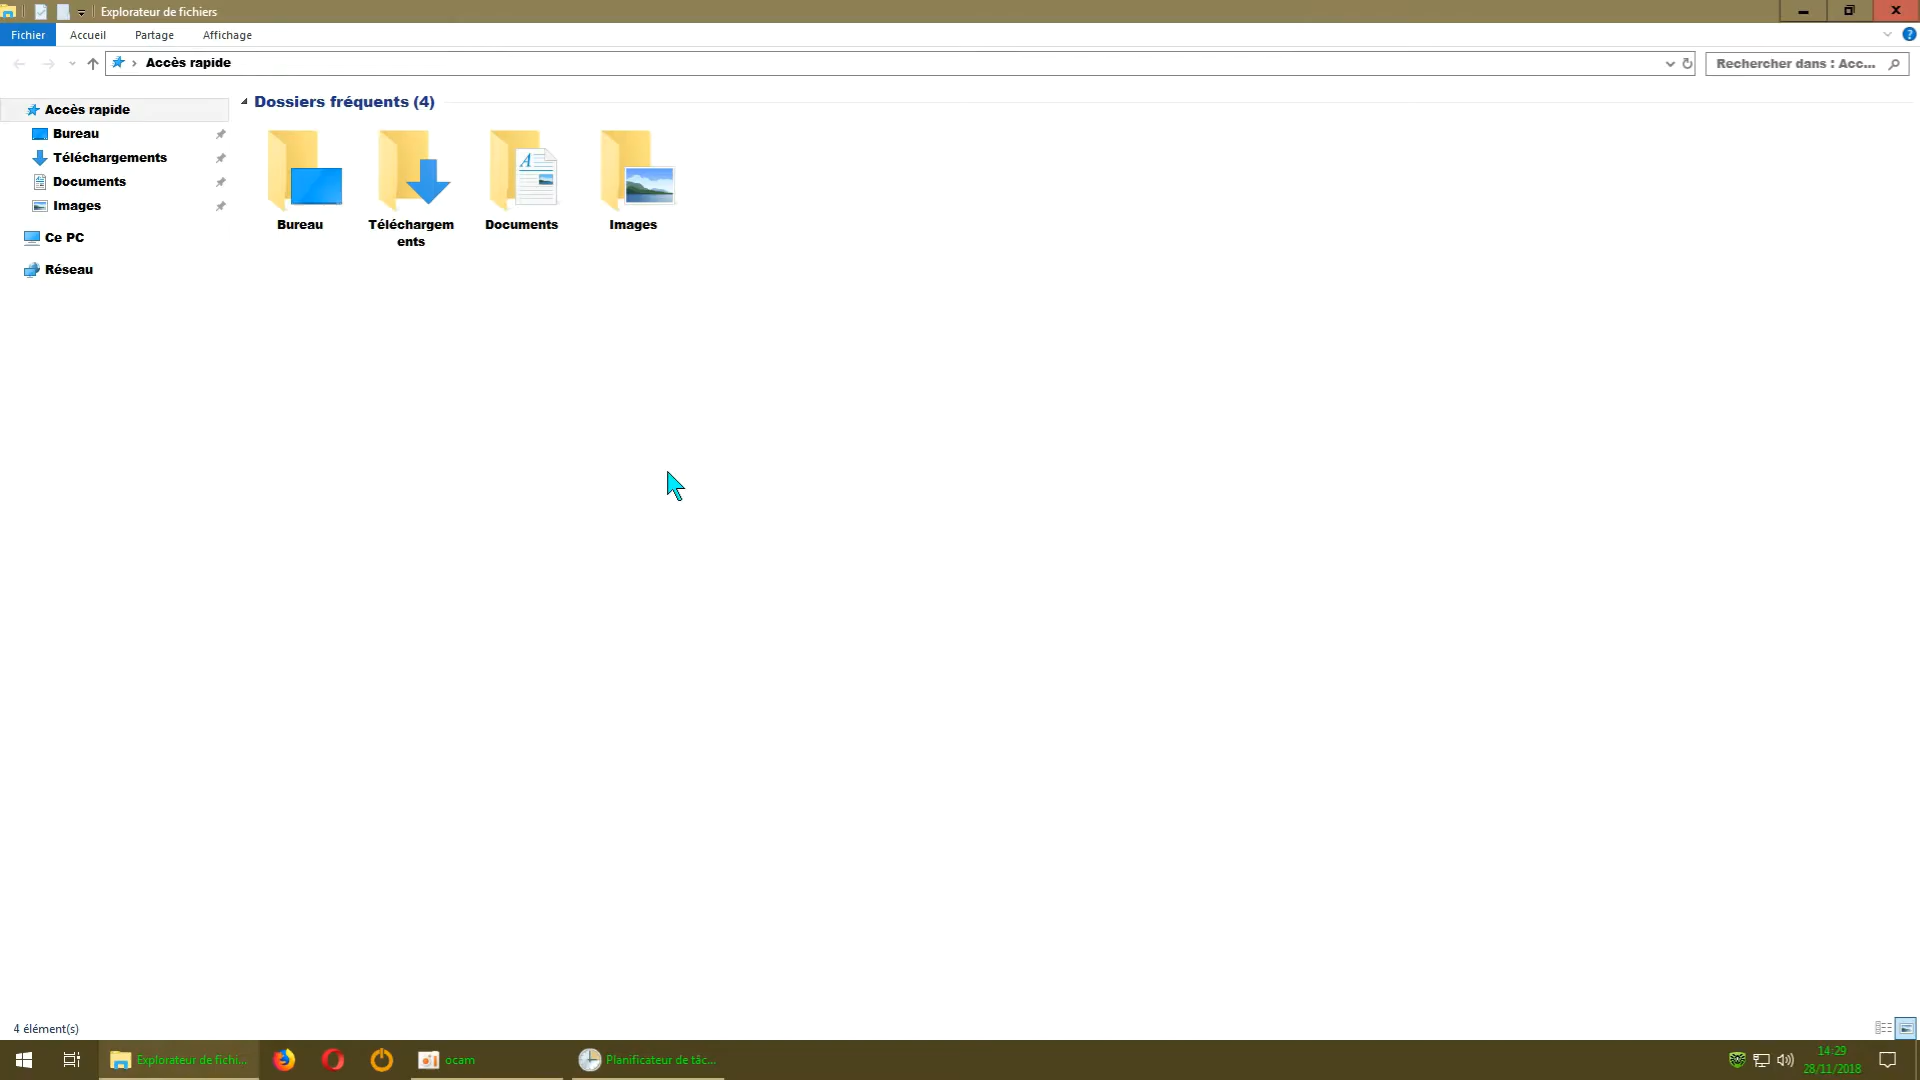 Explorateur de fichiers
Fichier Accueil Partage Affichage
Accès rapide
Rechercher dans : Acc...
Accès rapide
Bureau
Téléchargements
Documents
Images
Ce PC
Réseau
Dossiers fréquents (4)
Bureau
Téléchargem
ents
Documents
Images
4 élément(s)
Explorateur de fichi...
ocam
Planificateur de tâc...
14:29
28/11/2018